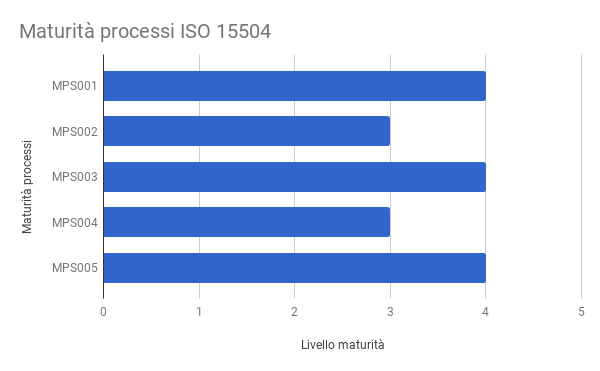 Maturità processi ISO 15504
Maturità processi
MPS001
MPS002
MPS003
MPS004
MPS005
0 1 2 3 4 5
Livello maturità